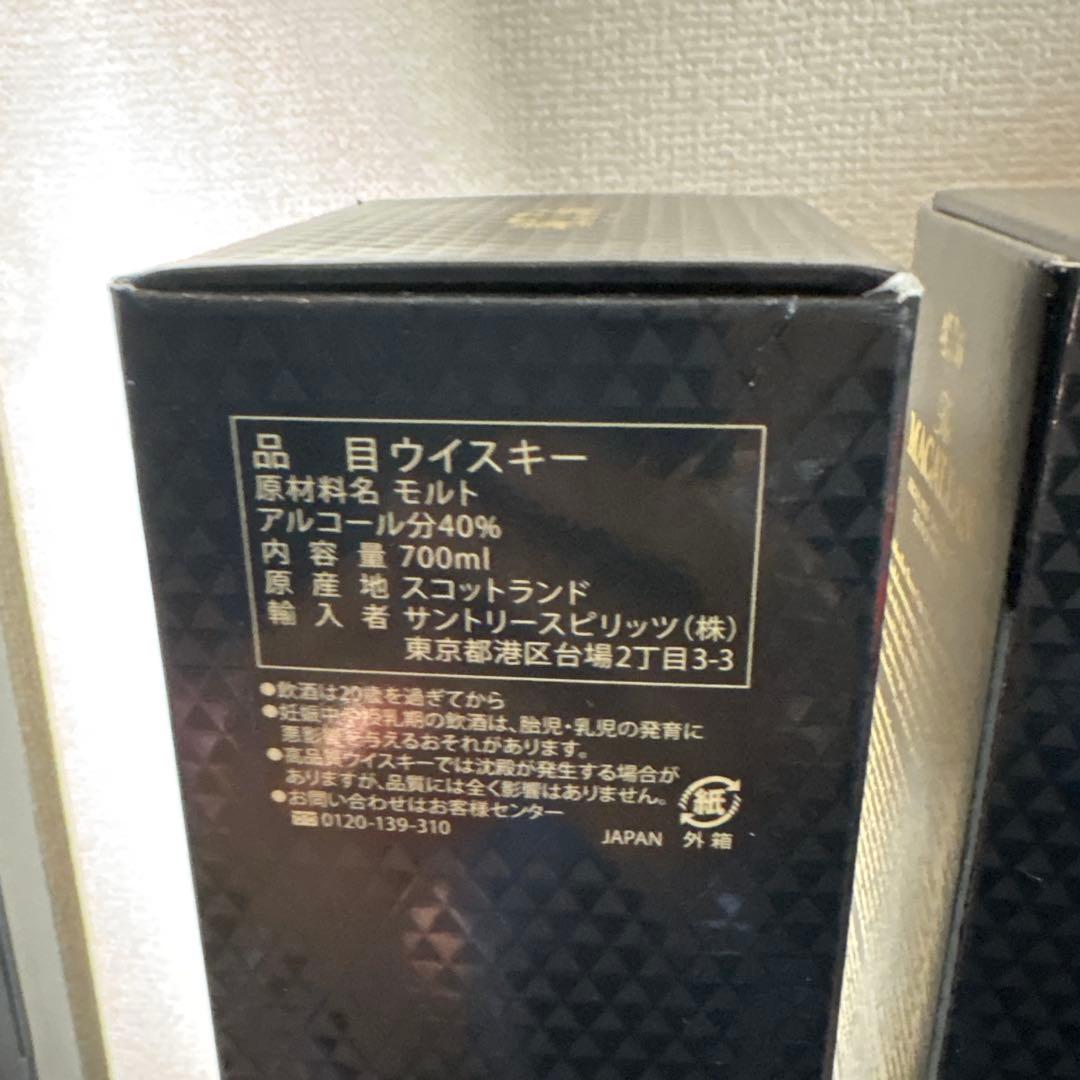 品 目 ウイスキー
原材料名 モルト
アルコール分40%
内容量 700ml
原産地 スコットランド
輸入者 サントリースピリッツ(株)
東京都港区台場2丁目3-3
●飲酒は20歳を過ぎてから
●妊娠中や授乳期の飲酒は、胎児・乳児の発育に
悪影響を与えるおそれがあります。
●高品質ウイスキーでは沈殿が発生する場合が
ありますが、品質には全く影響はありません。
●お問い合わせはお客様センター
0120-139-310
紙
JAPAN 外箱